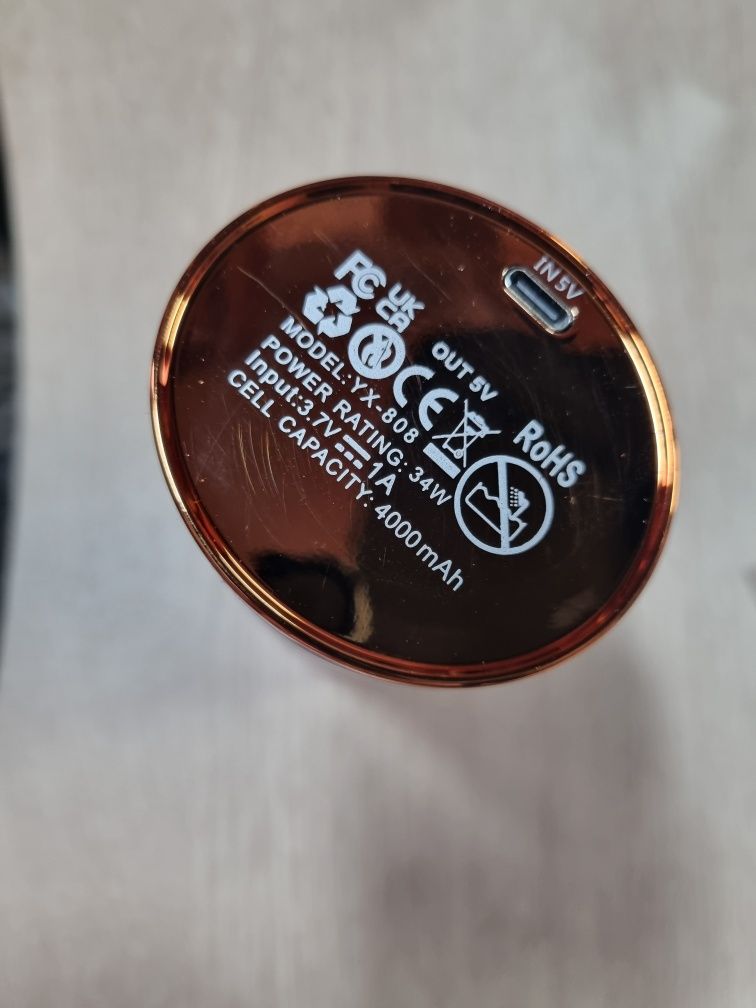 IN 5V
OUT 5V
FC UK
CA
CE RoHS
MODEL:YX-808
POWER RATING: 34W
Input:3.7V 1A
CELL CAPACITY: 4000mAh